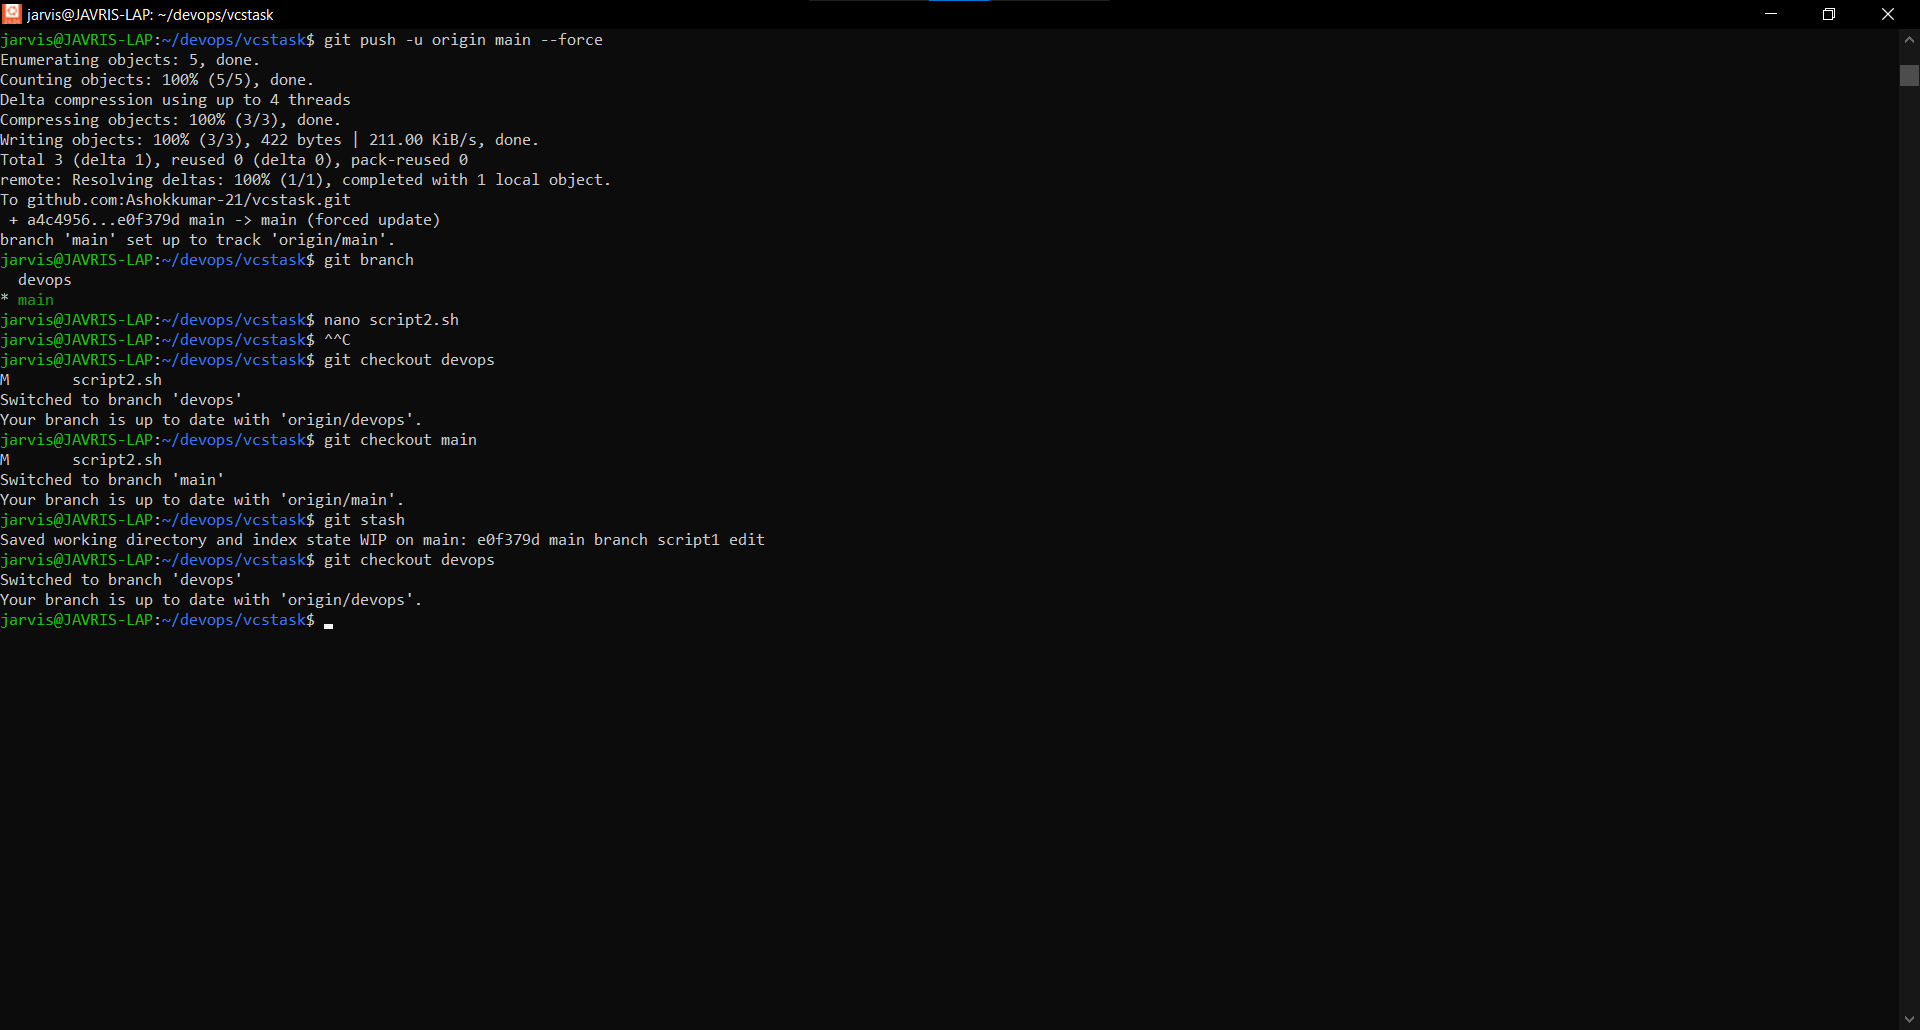 jarvis@JAVRIS-LAP: ~/devops/vcstask
jarvis@JAVRIS-LAP:~/devops/vcstask$ git push -u origin main --force
Enumerating objects: 5, done.
Counting objects: 100% (5/5), done.
Delta compression using up to 4 threads
Compressing objects: 100% (3/3), done.
Writing objects: 100% (3/3), 422 bytes | 211.00 KiB/s, done.
Total 3 (delta 1), reused 0 (delta 0), pack-reused 0
remote: Resolving deltas: 100% (1/1), completed with 1 local object.
To github.com:Ashokkumar-21/vcstask.git
 + a4c4956...e0f379d main -> main (forced update)
branch 'main' set up to track 'origin/main'.
jarvis@JAVRIS-LAP:~/devops/vcstask$ git branch
  devops
* main
jarvis@JAVRIS-LAP:~/devops/vcstask$ nano script2.sh
jarvis@JAVRIS-LAP:~/devops/vcstask$ ^^C
jarvis@JAVRIS-LAP:~/devops/vcstask$ git checkout devops
M       script2.sh
Switched to branch 'devops'
Your branch is up to date with 'origin/devops'.
jarvis@JAVRIS-LAP:~/devops/vcstask$ git checkout main
M       script2.sh
Switched to branch 'main'
Your branch is up to date with 'origin/main'.
jarvis@JAVRIS-LAP:~/devops/vcstask$ git stash
Saved working directory and index state WIP on main: e0f379d main branch script1 edit
jarvis@JAVRIS-LAP:~/devops/vcstask$ git checkout devops
Switched to branch 'devops'
Your branch is up to date with 'origin/devops'.
jarvis@JAVRIS-LAP:~/devops/vcstask$